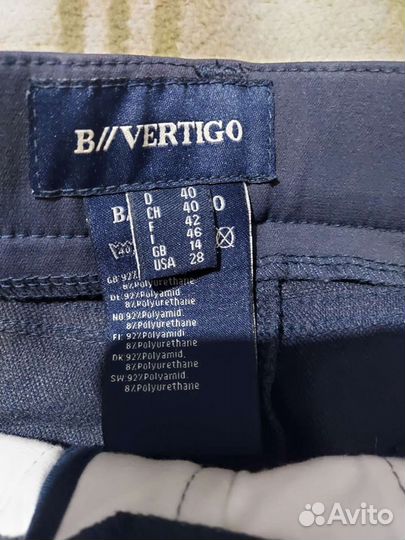 B//VERTIGO
D 40
CH 40
F 42
I 46
GB 14
USA 28
40
GB:92%Polyamid
8%Polyurethane
DE:92%Polyamid
8%Polyurethane
NO:92%Polyamid.
8%Polyurethane
FI:92%Polyamidi
8%Polyurethane
DK:92%Polyamid.
8%Polyurethane
SW:92%Polyamid
8%Polyurethane
Avito